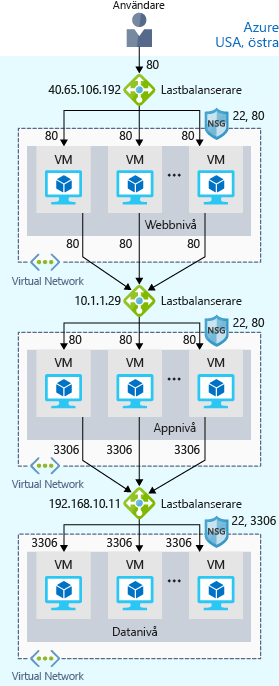 Användare
Azure
USA, östra
80
40.65.106.192
Lastbalanserare
NSG
22, 80
80
80
80
VM
VM
VM
Webbnivå
80
80
80
Virtual Network
10.1.1.29
Lastbalanserare
NSG
22, 80
80
80
80
VM
VM
VM
Appnivå
3306
3306
3306
Virtual Network
192.168.10.11
Lastbalanserare
NSG
22, 3306
3306
3306
3306
VM
VM
VM
Datanivå
Virtual Network